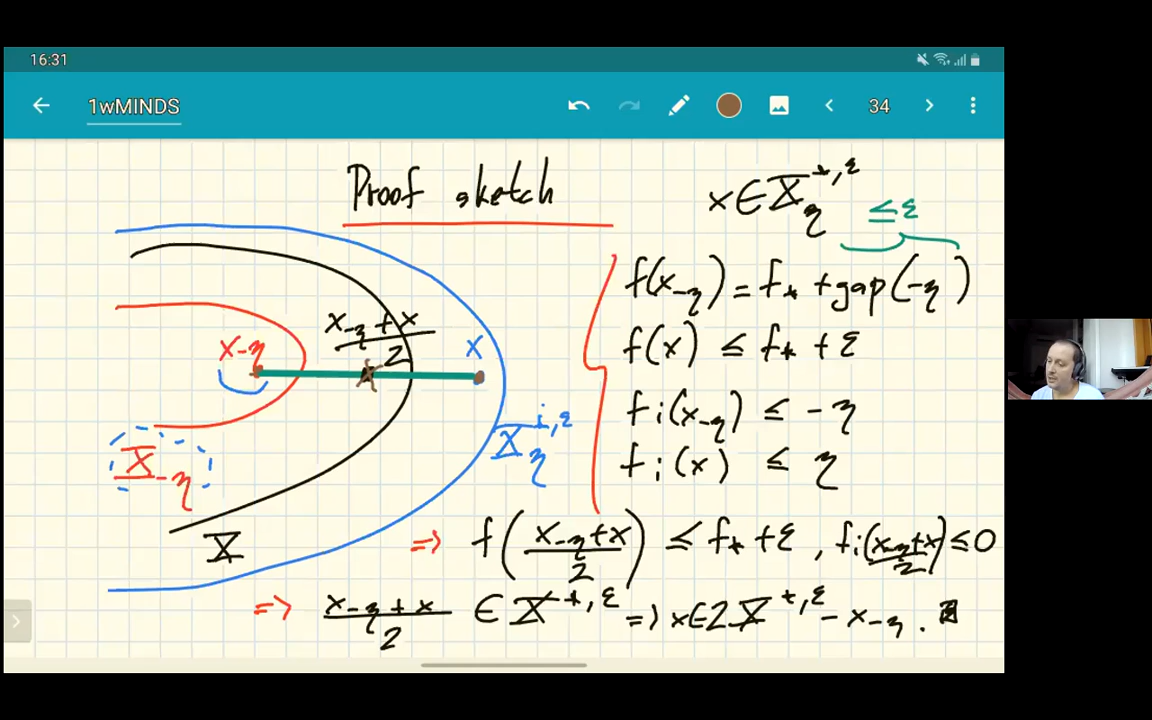 16:31
1wMINDS
34
Proof sketch
x ∈ X_η^{*,ε}
≤ ε
f(x_{-η}) = f_* + gap(-η)
f(x) ≤ f_* + ε
f_i(x_{-η}) ≤ -η
f_i(x) ≤ η
x_{-η}
(x_{-η} + x)/2
x
X_{-η}
X
X_η^{i,ε}
⇒ f((x_{-η} + x)/2) ≤ f_* + ε, f_i((x_{-η} + x)/2) ≤ 0
⇒ (x_{-η} + x)/2 ∈ X^{*,ε} ⇒ x ∈ 2X^{*,ε} - x_{-η}.